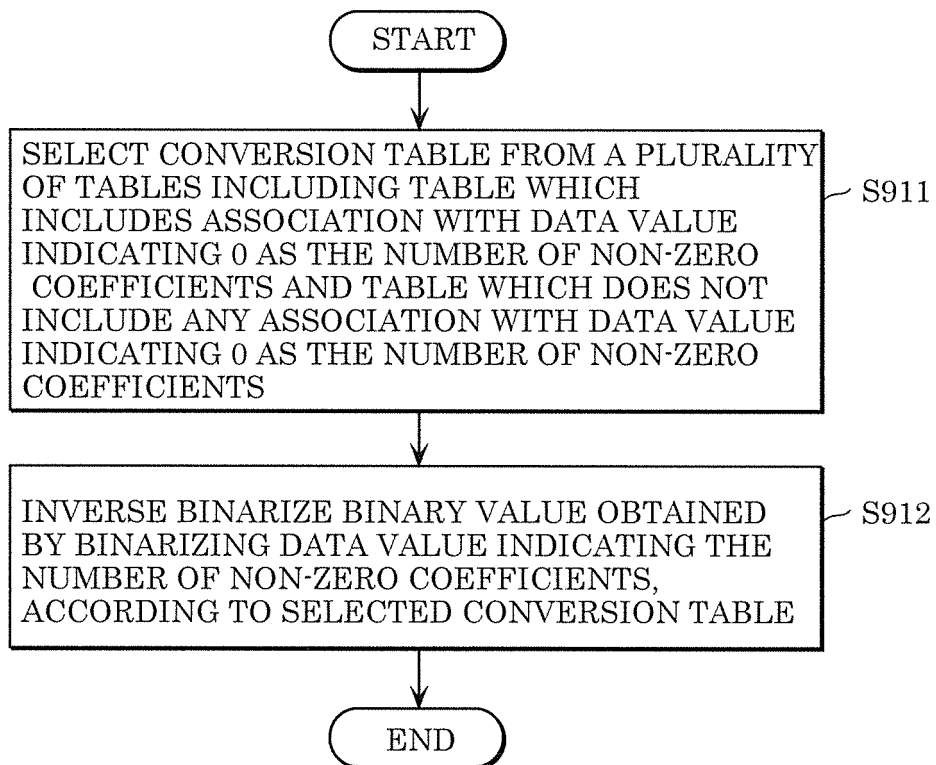 START
SELECT CONVERSION TABLE FROM A PLURALITY
OF TABLES INCLUDING TABLE WHICH
INCLUDES ASSOCIATION WITH DATA VALUE
INDICATING 0 AS THE NUMBER OF NON-ZERO
COEFFICIENTS AND TABLE WHICH DOES NOT
INCLUDE ANY ASSOCIATION WITH DATA VALUE
INDICATING 0 AS THE NUMBER OF NON-ZERO
COEFFICIENTS
S911
INVERSE BINARIZE BINARY VALUE OBTAINED
BY BINARIZING DATA VALUE INDICATING THE
NUMBER OF NON-ZERO COEFFICIENTS,
ACCORDING TO SELECTED CONVERSION TABLE
S912
END